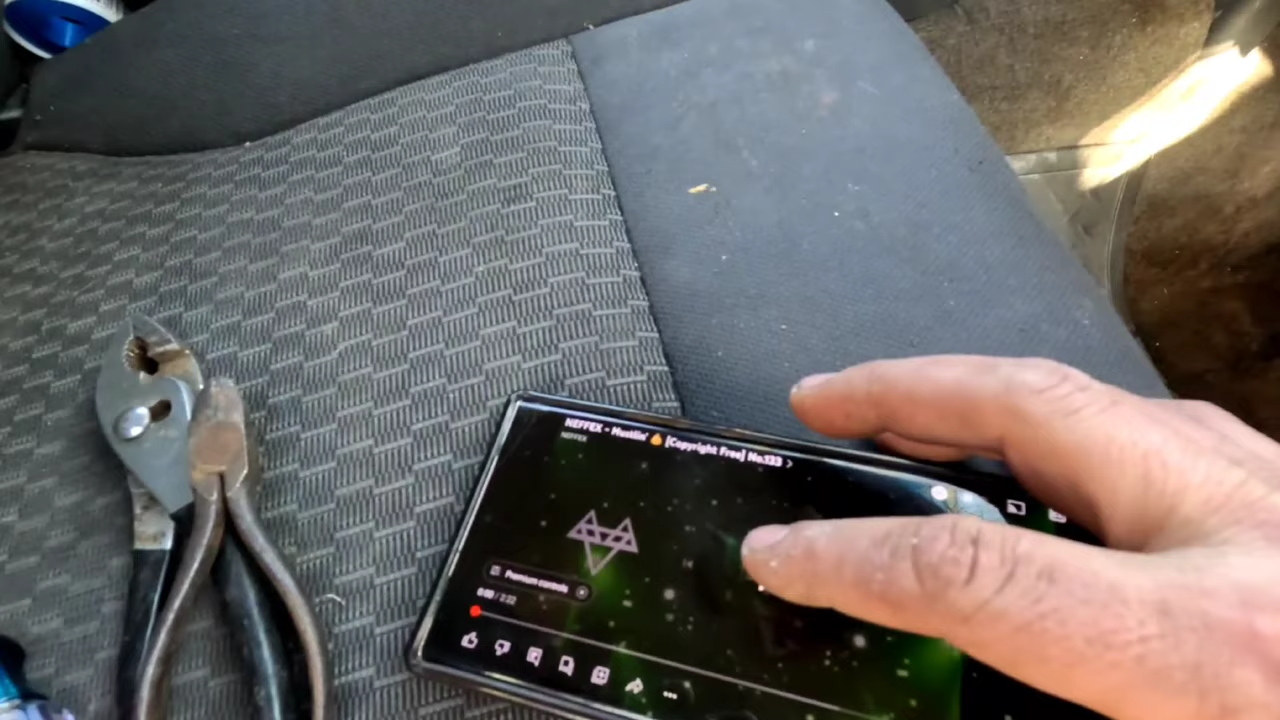 NEFFEX - Hustlin' 🔥 [Copyright Free] No.133
NEFFEX
Premium controls
0:00 / 2:22